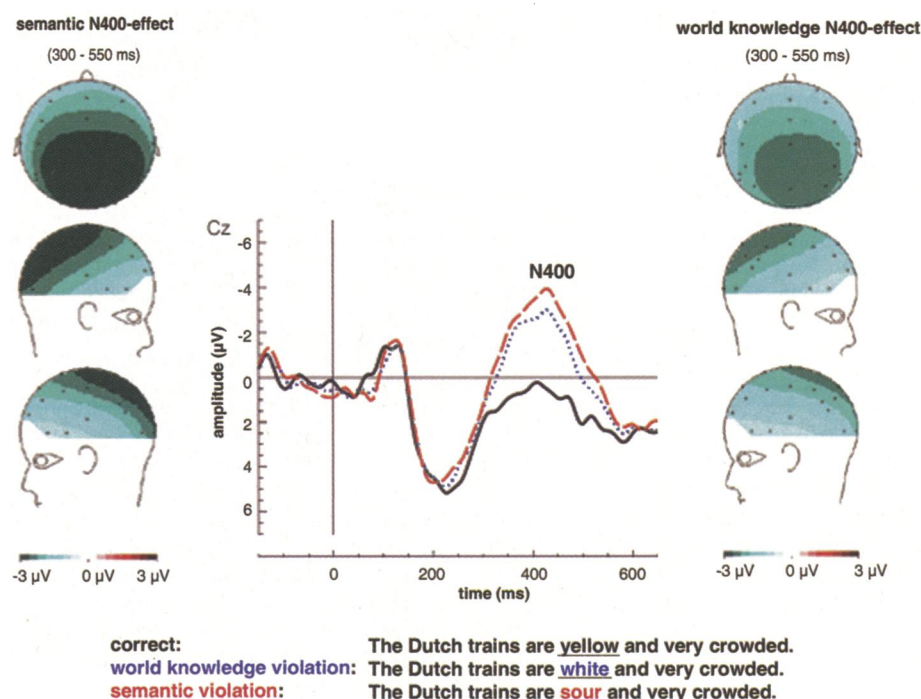 semantic N400-effect
(300 - 550 ms)
world knowledge N400-effect
(300 - 550 ms)
Cz
N400
-6
-4
-2
0
2
4
6
amplitude (µV)
0 200 400 600
time (ms)
-3 µV 0 µV 3 µV
-3 µV 0 µV 3 µV
correct: The Dutch trains are yellow and very crowded.
world knowledge violation: The Dutch trains are white and very crowded.
semantic violation: The Dutch trains are sour and very crowded.